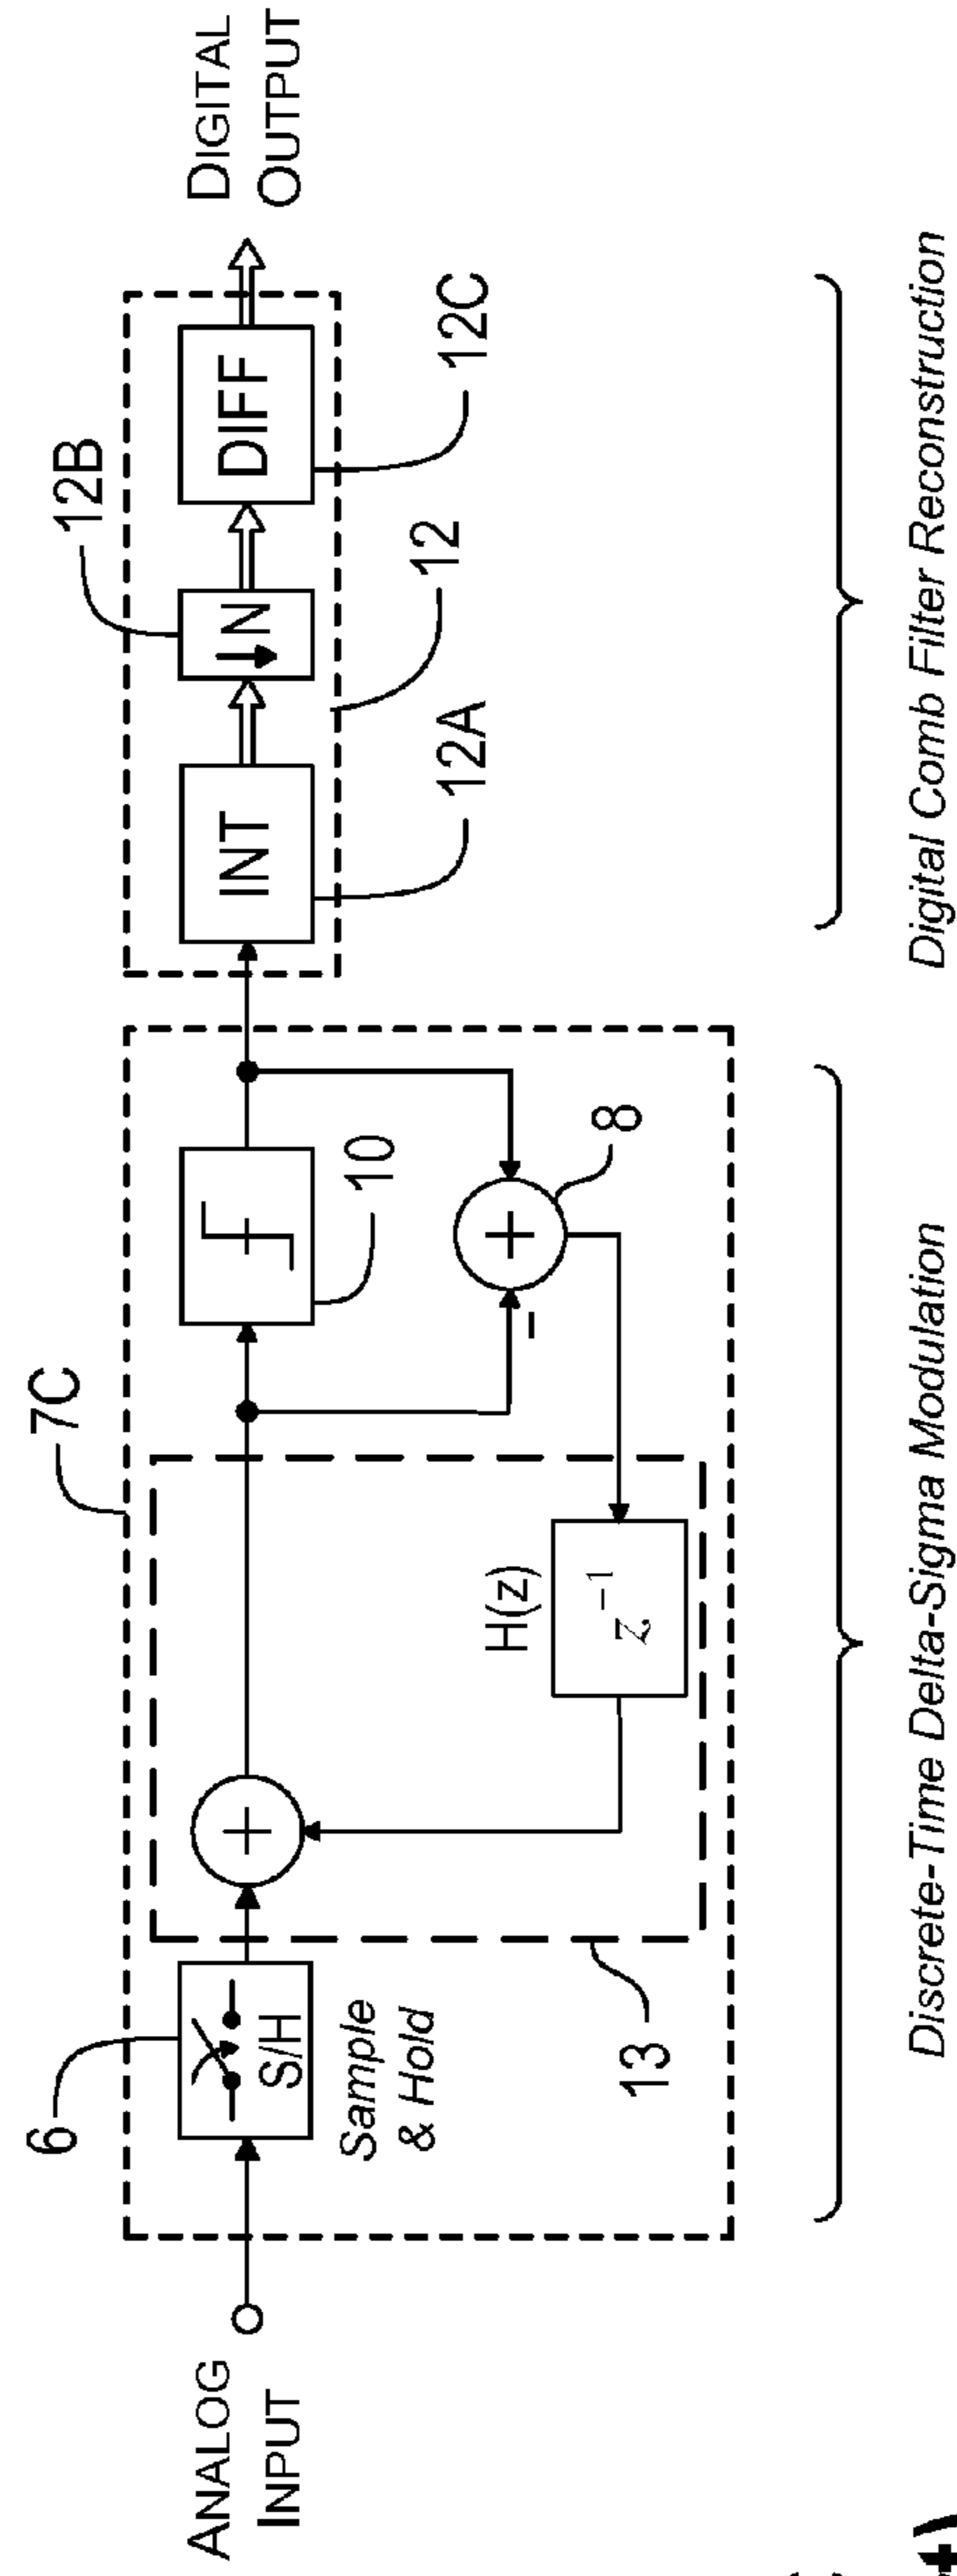 7C
12B
6
ANALOG
INPUT
S/H
Sample
& Hold
13
H(z)
z⁻¹
+
+
-
8
10
INT
12A
↓N
12
DIFF
12C
DIGITAL
OUTPUT
Discrete-Time Delta-Sigma Modulation
Digital Comb Filter Reconstruction